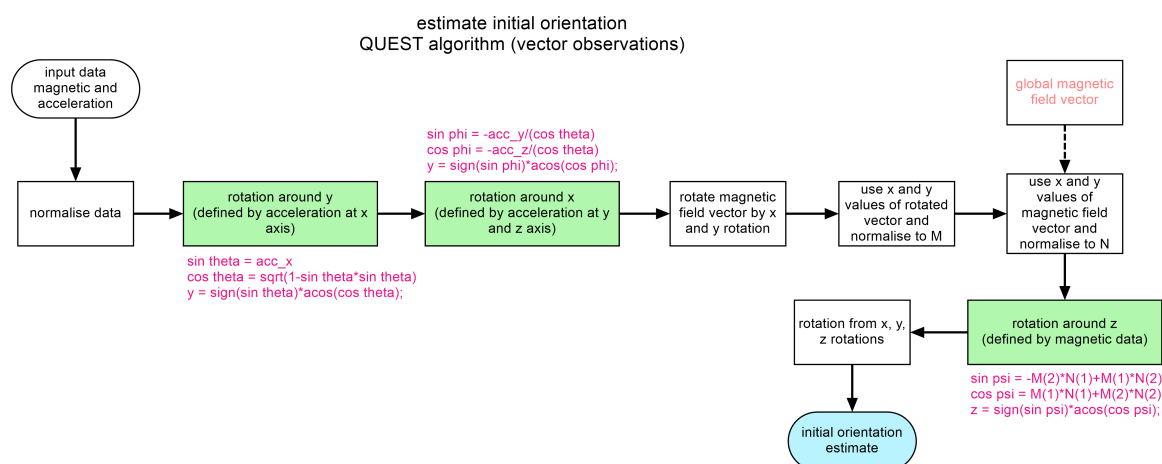 estimate initial orientation
QUEST algorithm (vector observations)
input data
magnetic and
acceleration
global magnetic
field vector
sin phi = -acc_y/(cos theta)
cos phi = -acc_z/(cos theta)
y = sign(sin phi)*acos(cos phi);
normalise data
rotation around y
(defined by acceleration at x
axis)
rotation around x
(defined by acceleration at y
and z axis)
rotate magnetic
field vector by x
and y rotation
use x and y
values of rotated
vector and
normalise to M
use x and y
values of
magnetic field
vector and
normalise to N
sin theta = acc_x
cos theta = sqrt(1-sin theta*sin theta)
y = sign(sin theta)*acos(cos theta);
rotation from x, y,
z rotations
rotation around z
(defined by magnetic data)
sin psi = -M(2)*N(1)+M(1)*N(2)
cos psi = M(1)*N(1)+M(2)*N(2)
z = sign(sin psi)*acos(cos psi);
initial orientation
estimate